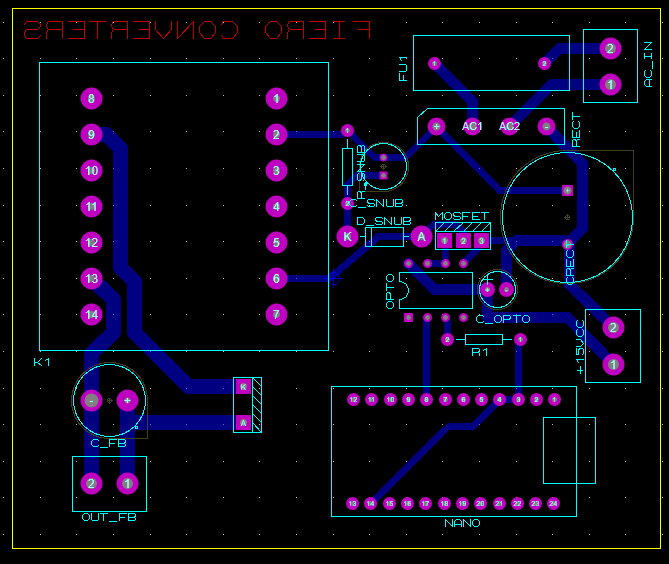 FIERO CONVERTERS
FU1
1 2
2
1
AC_IN
+ AC1 AC2 -
RECT
8 1
9 2
10 3
11 4
12 5
13 6
14 7
K1
1
2
R_SNUB
C_SNUB
D_SNUB
K A
MOSFET
1 2 3
+
CRECT
OPTO
C_OPTO
R1
2 1
+15VCC
2
1
- +
C_FB
K
A
2 1
OUT_FB
12 11 10 9 8 7 6 5 4 3 2 1
13 14 15 16 17 18 19 20 21 22 23 24
NANO